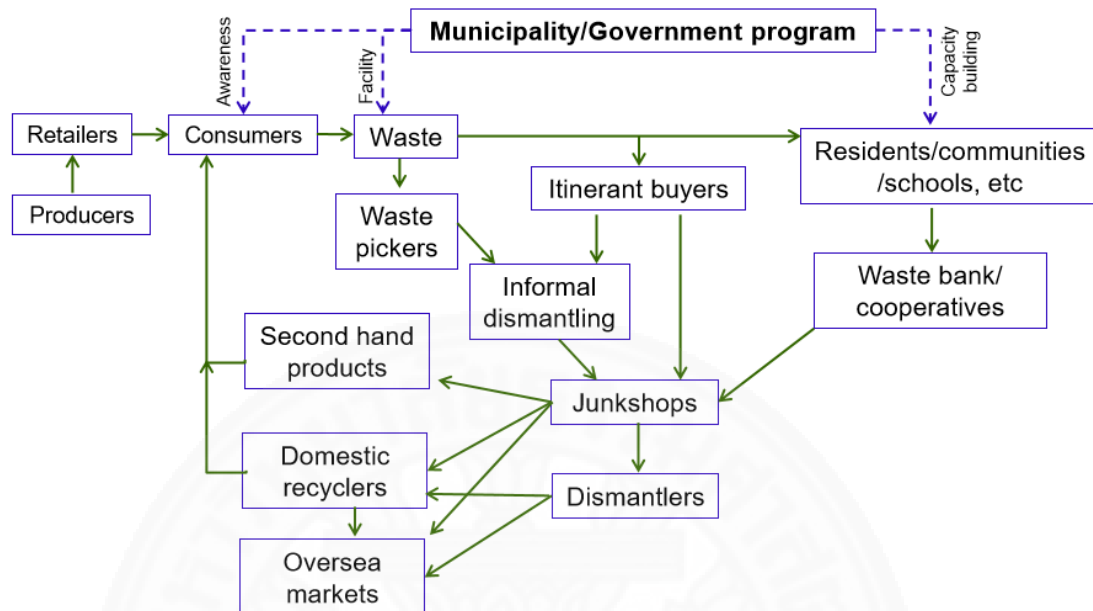 Municipality/Government program
Awareness
Facility
Capacity
building
Retailers
Consumers
Waste
Residents/communities
/schools, etc
Producers
Waste
pickers
Itinerant buyers
Informal
dismantling
Waste bank/
cooperatives
Second hand
products
Junkshops
Domestic
recyclers
Dismantlers
Oversea
markets